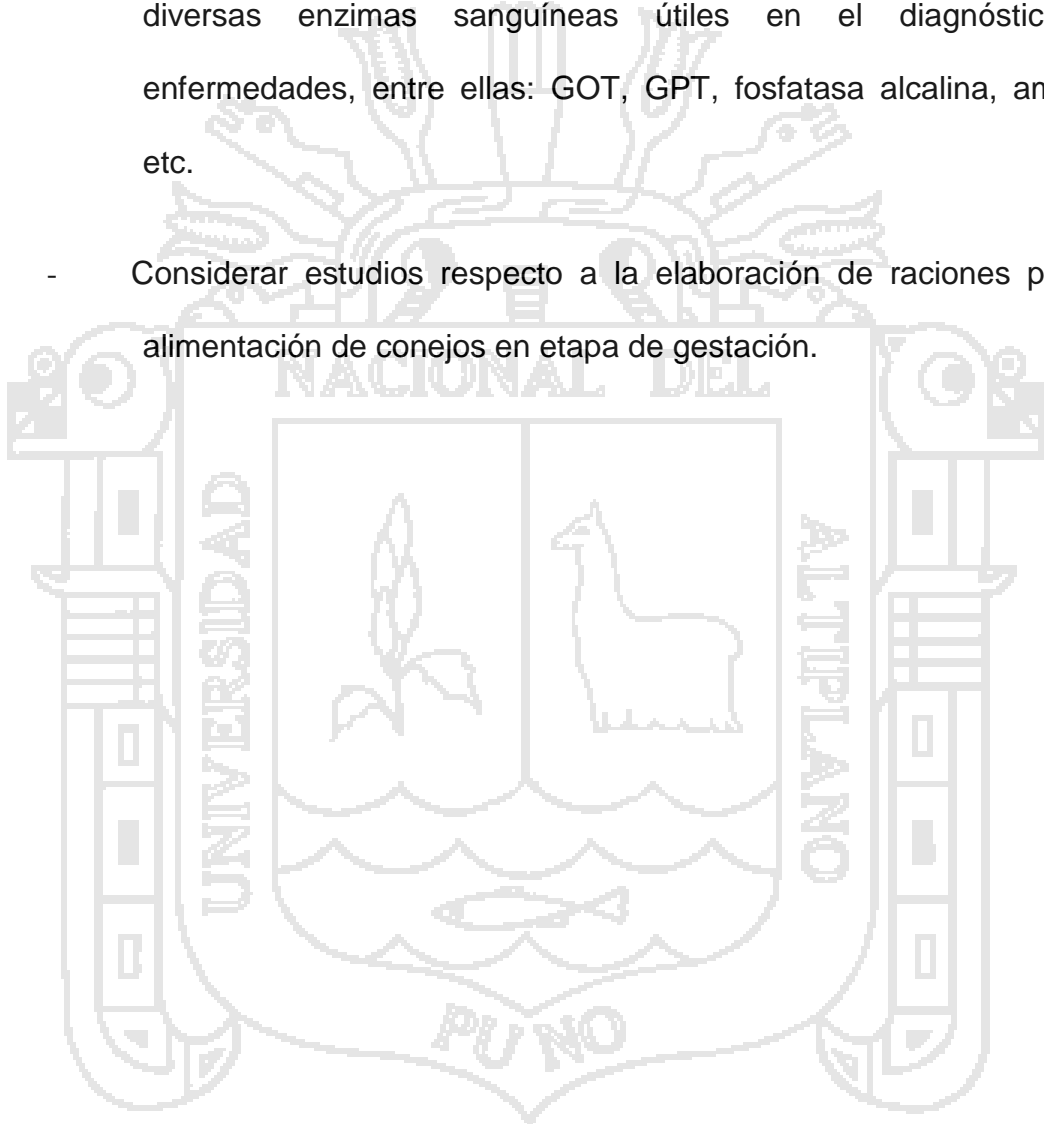 diversas enzimas sanguíneas útiles en el diagnóstic
enfermedades, entre ellas: GOT, GPT, fosfatasa alcalina, am
etc.
- Considerar estudios respecto a la elaboración de raciones p
alimentación de conejos en etapa de gestación.
NACIONAL DEL
UNIVERSIDAD
ALTIPLANO
PUNO